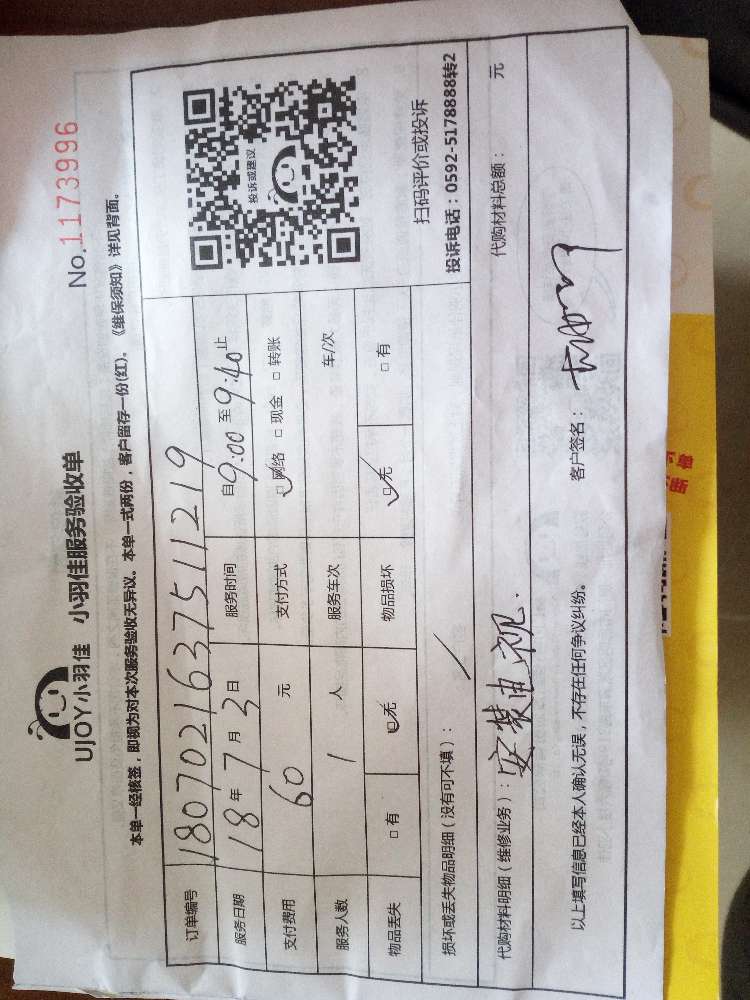 UJOY小羽佳 小羽佳服务验收单
No.1173996
本单一经核签，即视为对本次服务验收无异议。本单一式两份，客户留存一份(红)。《维保须知》详见背面。
订单编号 180702163751 1219
服务日期 18年7月3日 服务时间 自9:00至9:40止
支付费用 60元 支付方式 ☑网络 □现金 □转账
服务人数 1人 服务车次 车/次
物品丢失 □有 ☑无 物品损坏 ☑无 □有
投诉或建议
扫码评价或投诉
投诉电话：0592-5178888转2
损坏或丢失物品明细（没有可不填）： /
代购材料明细（维修业务）：安装电视. 代购材料总额： 元
以上填写信息已经本人确认无误，不存在任何争议纠纷。 客户签名：